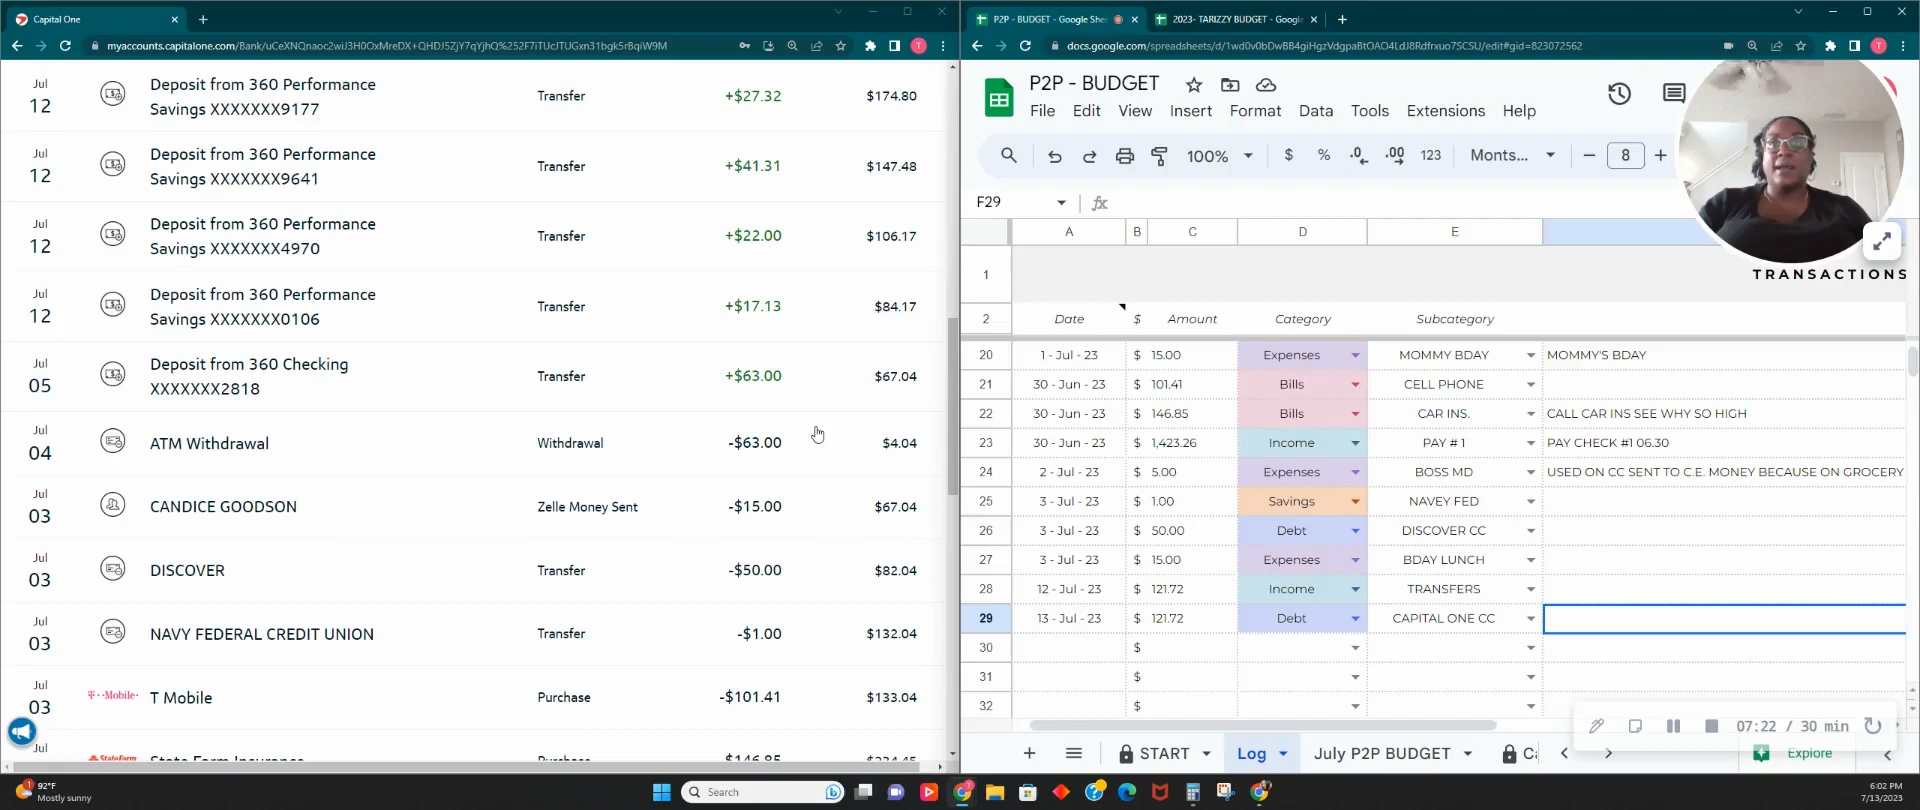 Capital One
myaccounts.capitalone.com/Bank/
Jul
12
Deposit from 360 Performance
Savings XXXXXXX9177
Transfer
+$27.32
$174.80
Jul
12
Deposit from 360 Performance
Savings XXXXXXX9641
Transfer
+$41.31
$147.48
Jul
12
Deposit from 360 Performance
Savings XXXXXXX4970
Transfer
+$22.00
$106.17
Jul
12
Deposit from 360 Performance
Savings XXXXXXX0106
Transfer
+$17.13
$84.17
Jul
05
Deposit from 360 Checking
XXXXXXX2818
Transfer
+$63.00
$67.04
Jul
04
ATM Withdrawal
Withdrawal
-$63.00
$4.04
Jul
03
CANDICE GOODSON
Zelle Money Sent
-$15.00
$67.04
Jul
03
DISCOVER
Transfer
-$50.00
$82.04
Jul
03
NAVY FEDERAL CREDIT UNION
Transfer
-$1.00
$132.04
Jul
03
T··Mobile·
T Mobile
Purchase
-$101.41
$133.04
Jul
P2P - BUDGET - Google She
2023- TARIZZY BUDGET - Google
T
P2P - BUDGET
File Edit View Insert Format Data Tools Extensions Help
100% $ % .0 .00 123 Monts... 8
F29 fx
A B C D E
1 TRANSACTIONS
2 Date $ Amount Category Subcategory
20 1 - Jul - 23 $ 15.00 Expenses MOMMY BDAY MOMMY'S BDAY
21 30 - Jun - 23 $ 101.41 Bills CELL PHONE
22 30 - Jun - 23 $ 146.85 Bills CAR INS. CALL CAR INS SEE WHY SO HIGH
23 30 - Jun - 23 $ 1,423.26 Income PAY # 1 PAY CHECK #1 06.30
24 2 - Jul - 23 $ 5.00 Expenses BOSS MD USED ON CC SENT TO C.E. MONEY BECAUSE ON GROCERY
25 3 - Jul - 23 $ 1.00 Savings NAVEY FED
26 3 - Jul - 23 $ 50.00 Debt DISCOVER CC
27 3 - Jul - 23 $ 15.00 Expenses BDAY LUNCH
28 12 - Jul - 23 $ 121.72 Income TRANSFERS
29 13 - Jul - 23 $ 121.72 Debt CAPITAL ONE CC
30 $
31 $
32 $
07:22 / 30 min
START Log July P2P BUDGET
Explore
92°F
Mostly sunny
Search
6:02 PM
7/13/2023